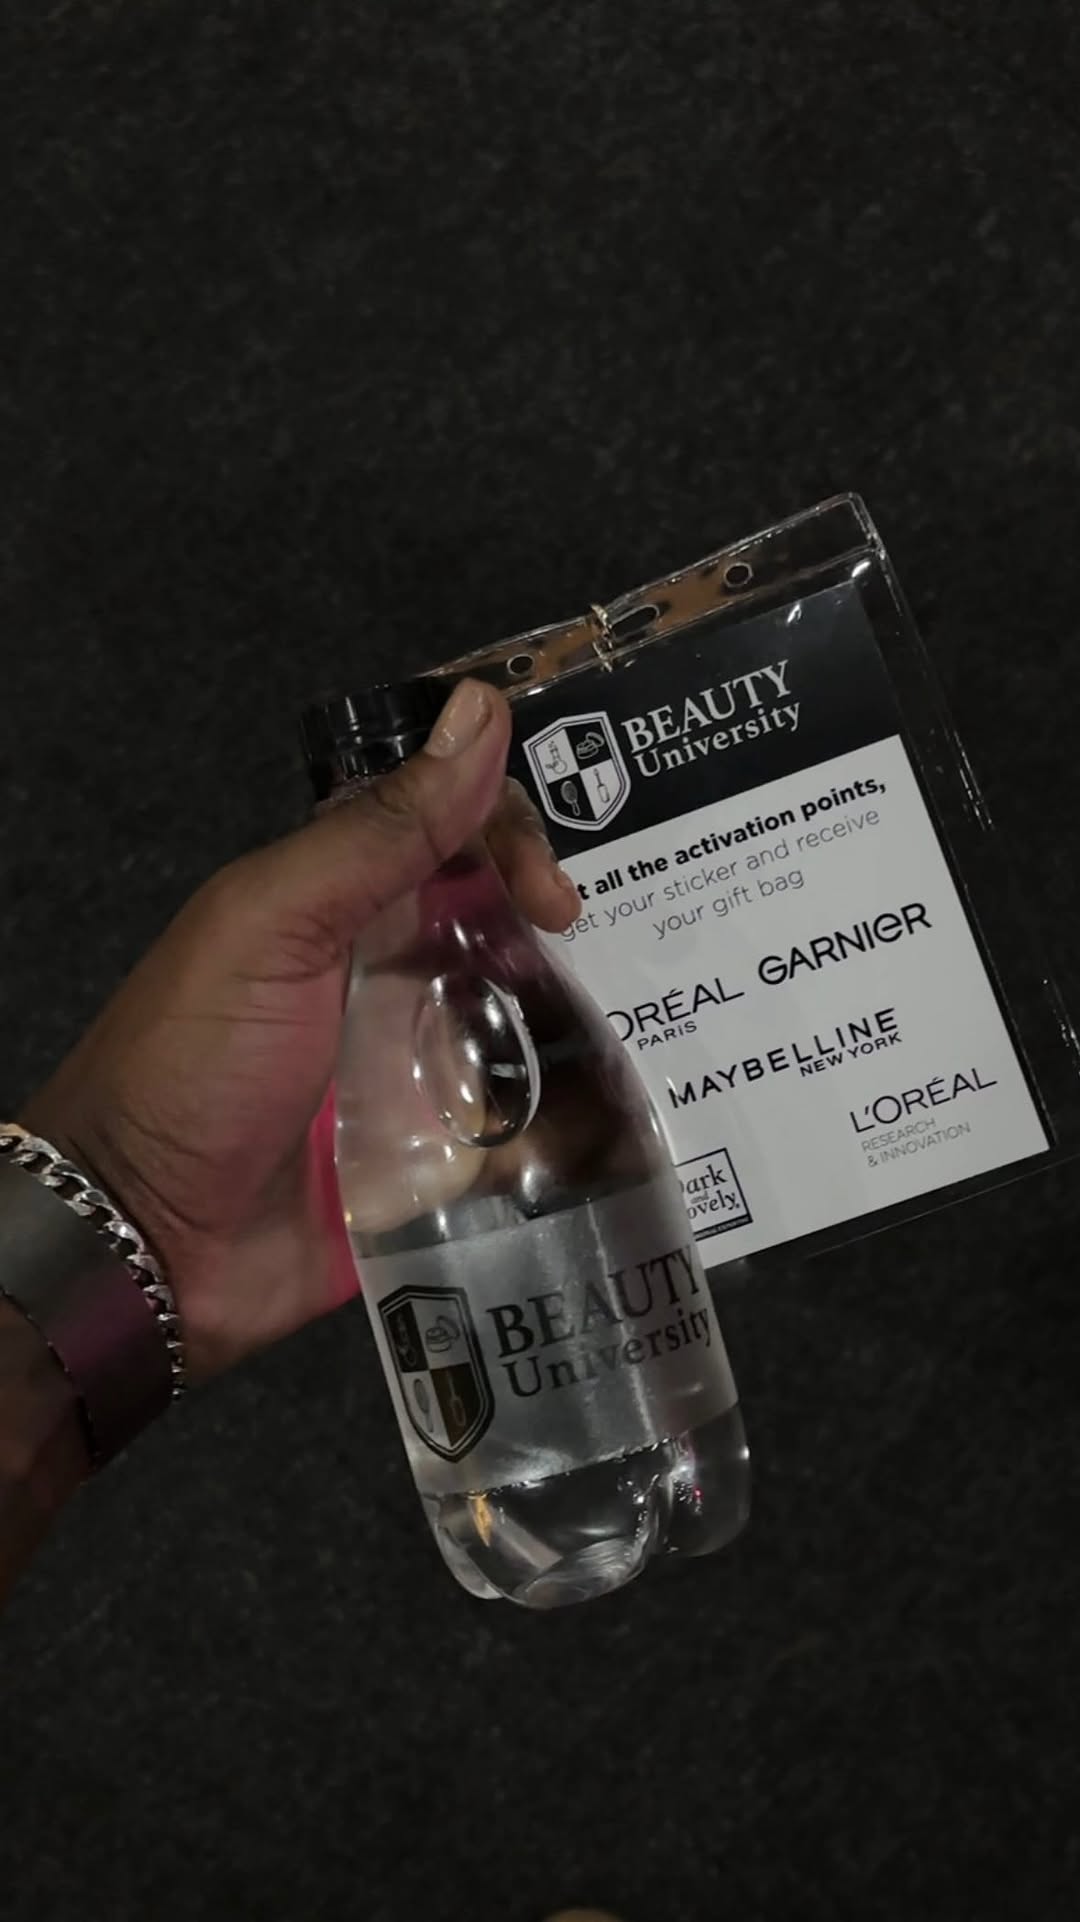 BEAUTY
University
all the activation points,
get your sticker and receive
your gift bag
GARNIER
PARIS
MAYBELLINE
NEW YORK
L'ORÉAL
RESEARCH
& INNOVATION
and
BEAUTY
University